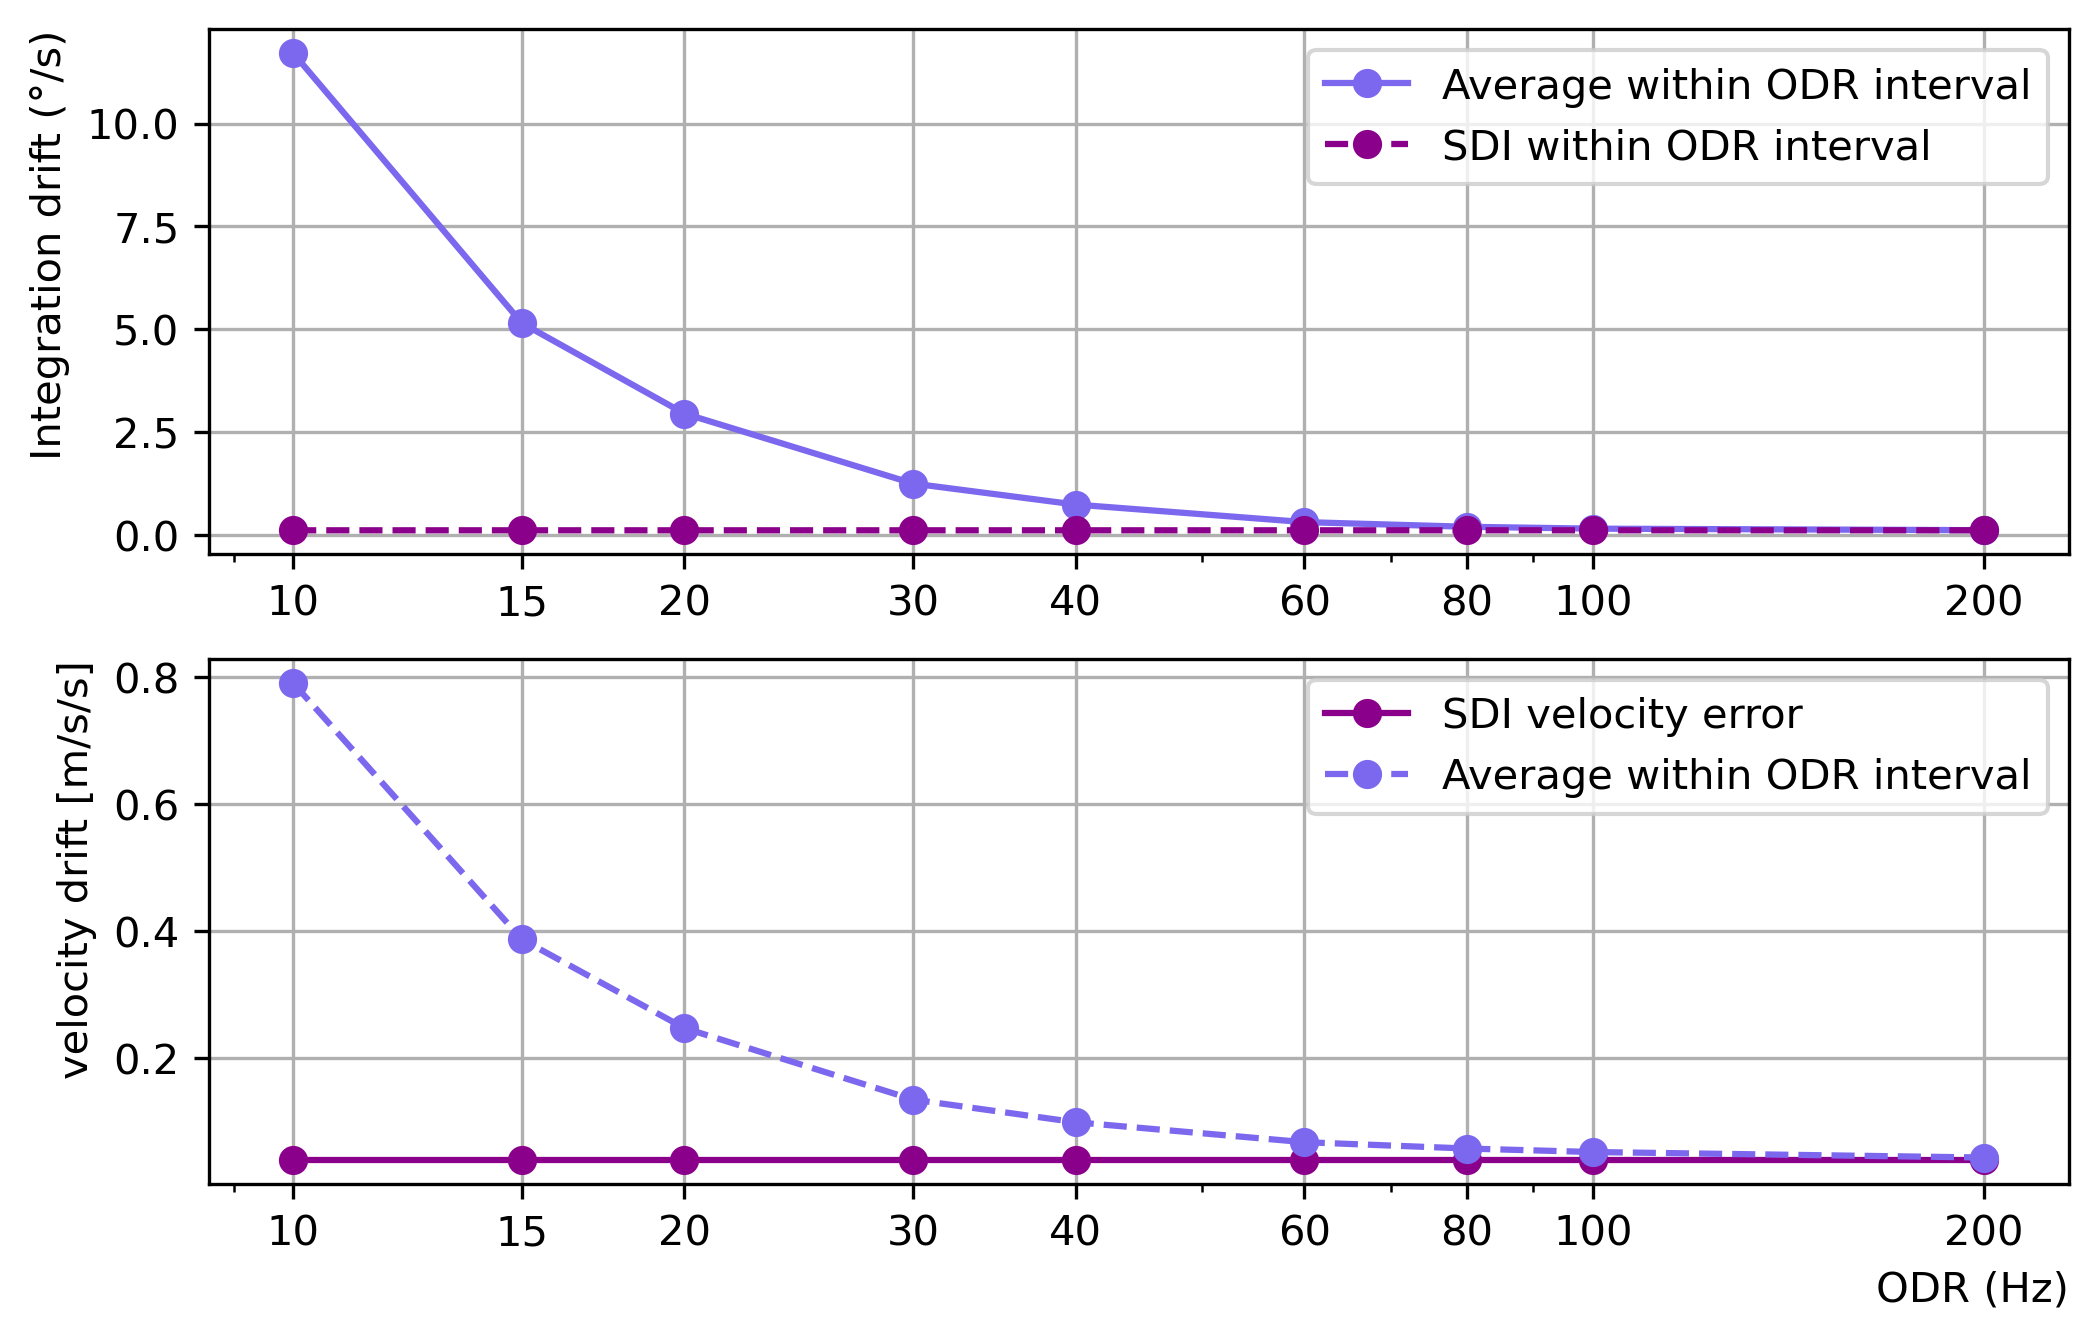 Integration drift (°/s)
10.0
7.5
5.0
2.5
0.0
Average within ODR interval
SDI within ODR interval
10 15 20 30 40 60 80 100 200
velocity drift [m/s/s]
0.8
0.6
0.4
0.2
SDI velocity error
Average within ODR interval
10 15 20 30 40 60 80 100 200
ODR (Hz)